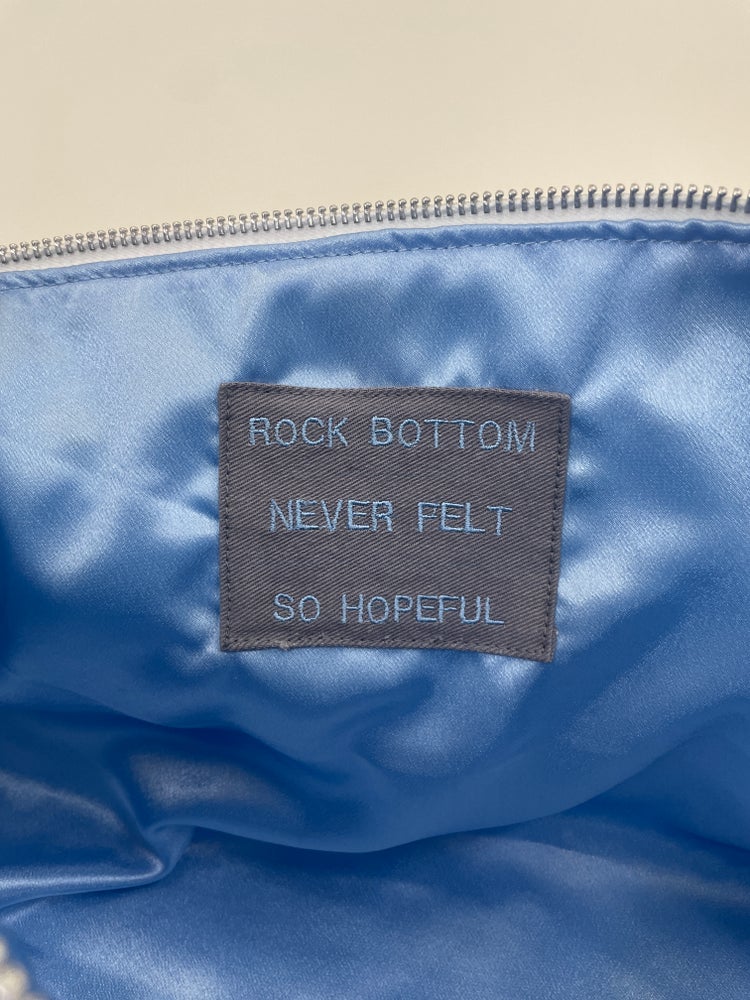 ROCK BOTTOM
NEVER FELT
SO HOPEFUL